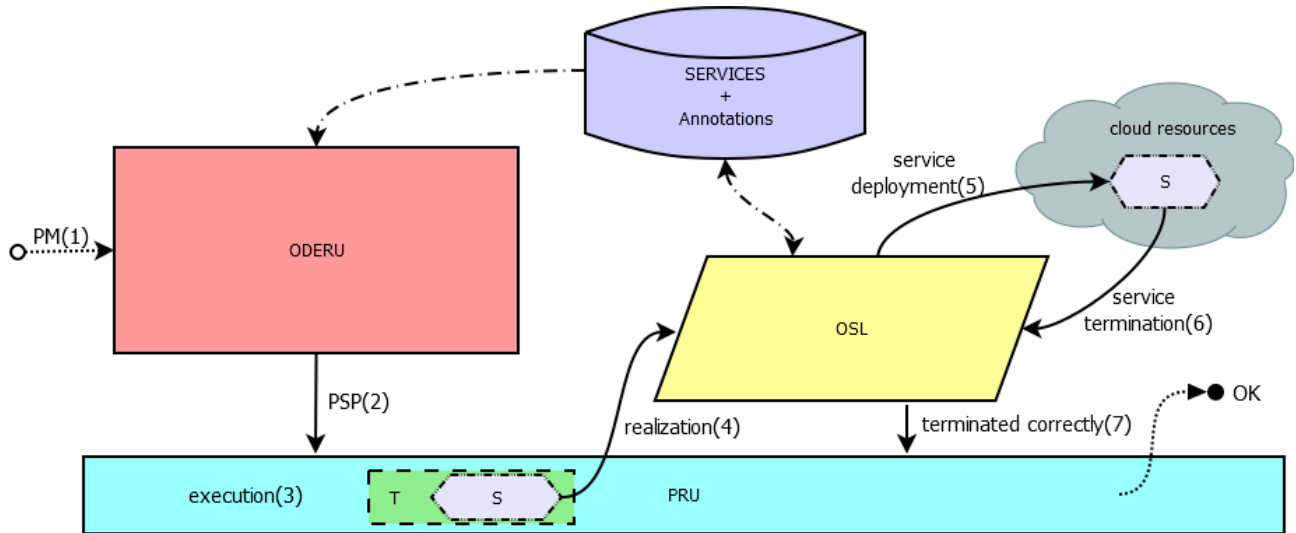 SERVICES
+
Annotations
cloud resources
S
service
deployment(5)
PM(1)
ODERU
service
termination(6)
OSL
PSP(2)
realization(4)
terminated correctly(7)
OK
execution(3)
T
S
PRU